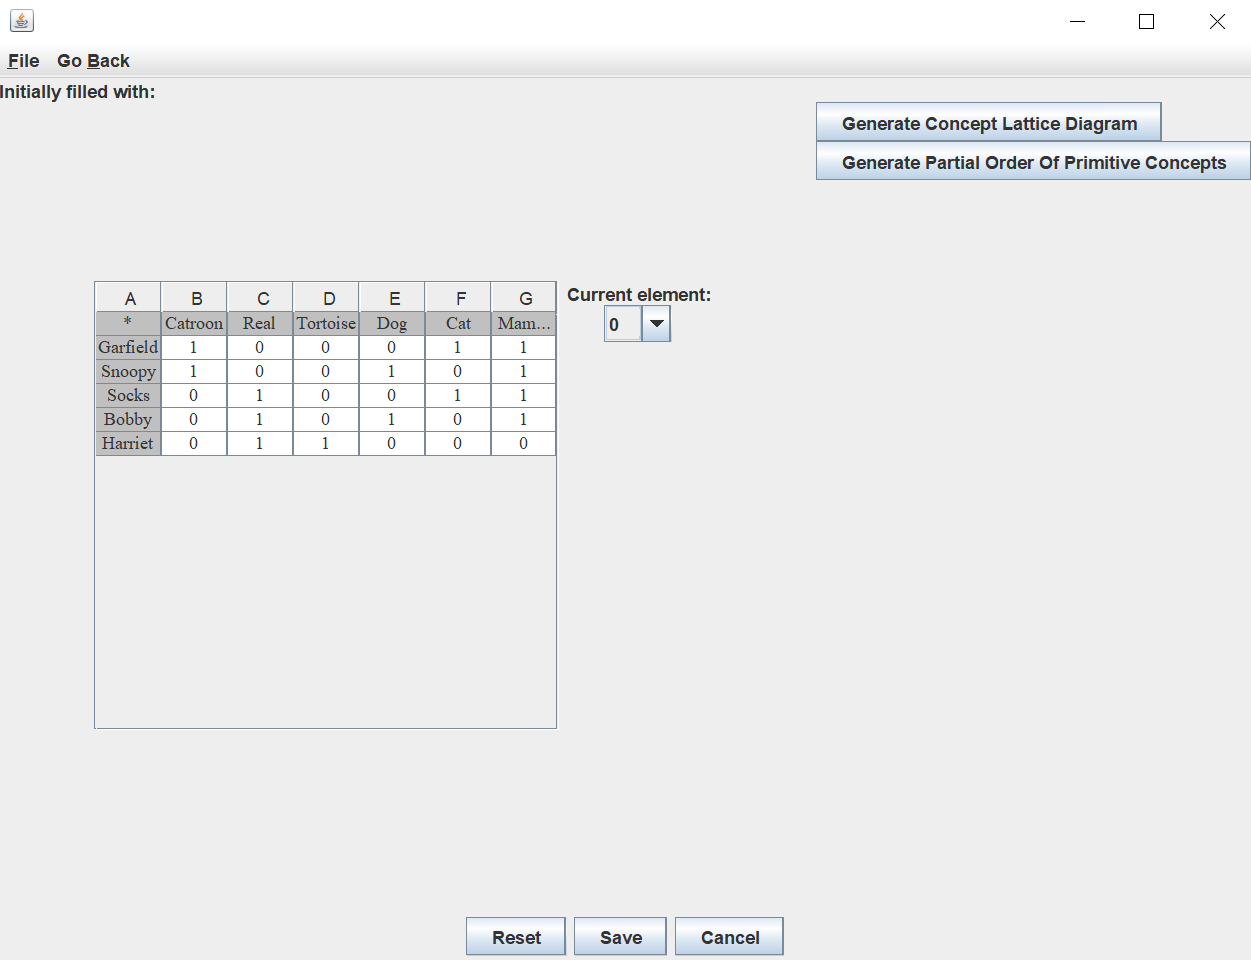 File Go Back
Initially filled with:
Generate Concept Lattice Diagram
Generate Partial Order Of Primitive Concepts
A B C D E F G
* Catroon Real Tortoise Dog Cat Mam...
Garfield 1 0 0 0 1 1
Snoopy 1 0 0 1 0 1
Socks 0 1 0 0 1 1
Bobby 0 1 0 1 0 1
Harriet 0 1 1 0 0 0
Current element:
0
Reset Save Cancel